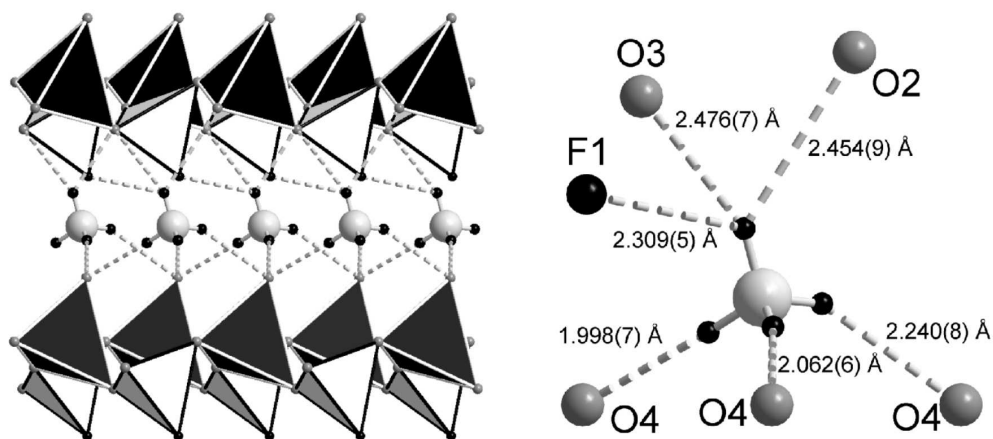 O3
O2
2.476(7) Å
2.454(9) Å
F1
2.309(5) Å
1.998(7) Å
2.240(8) Å
2.062(6) Å
O4
O4
O4